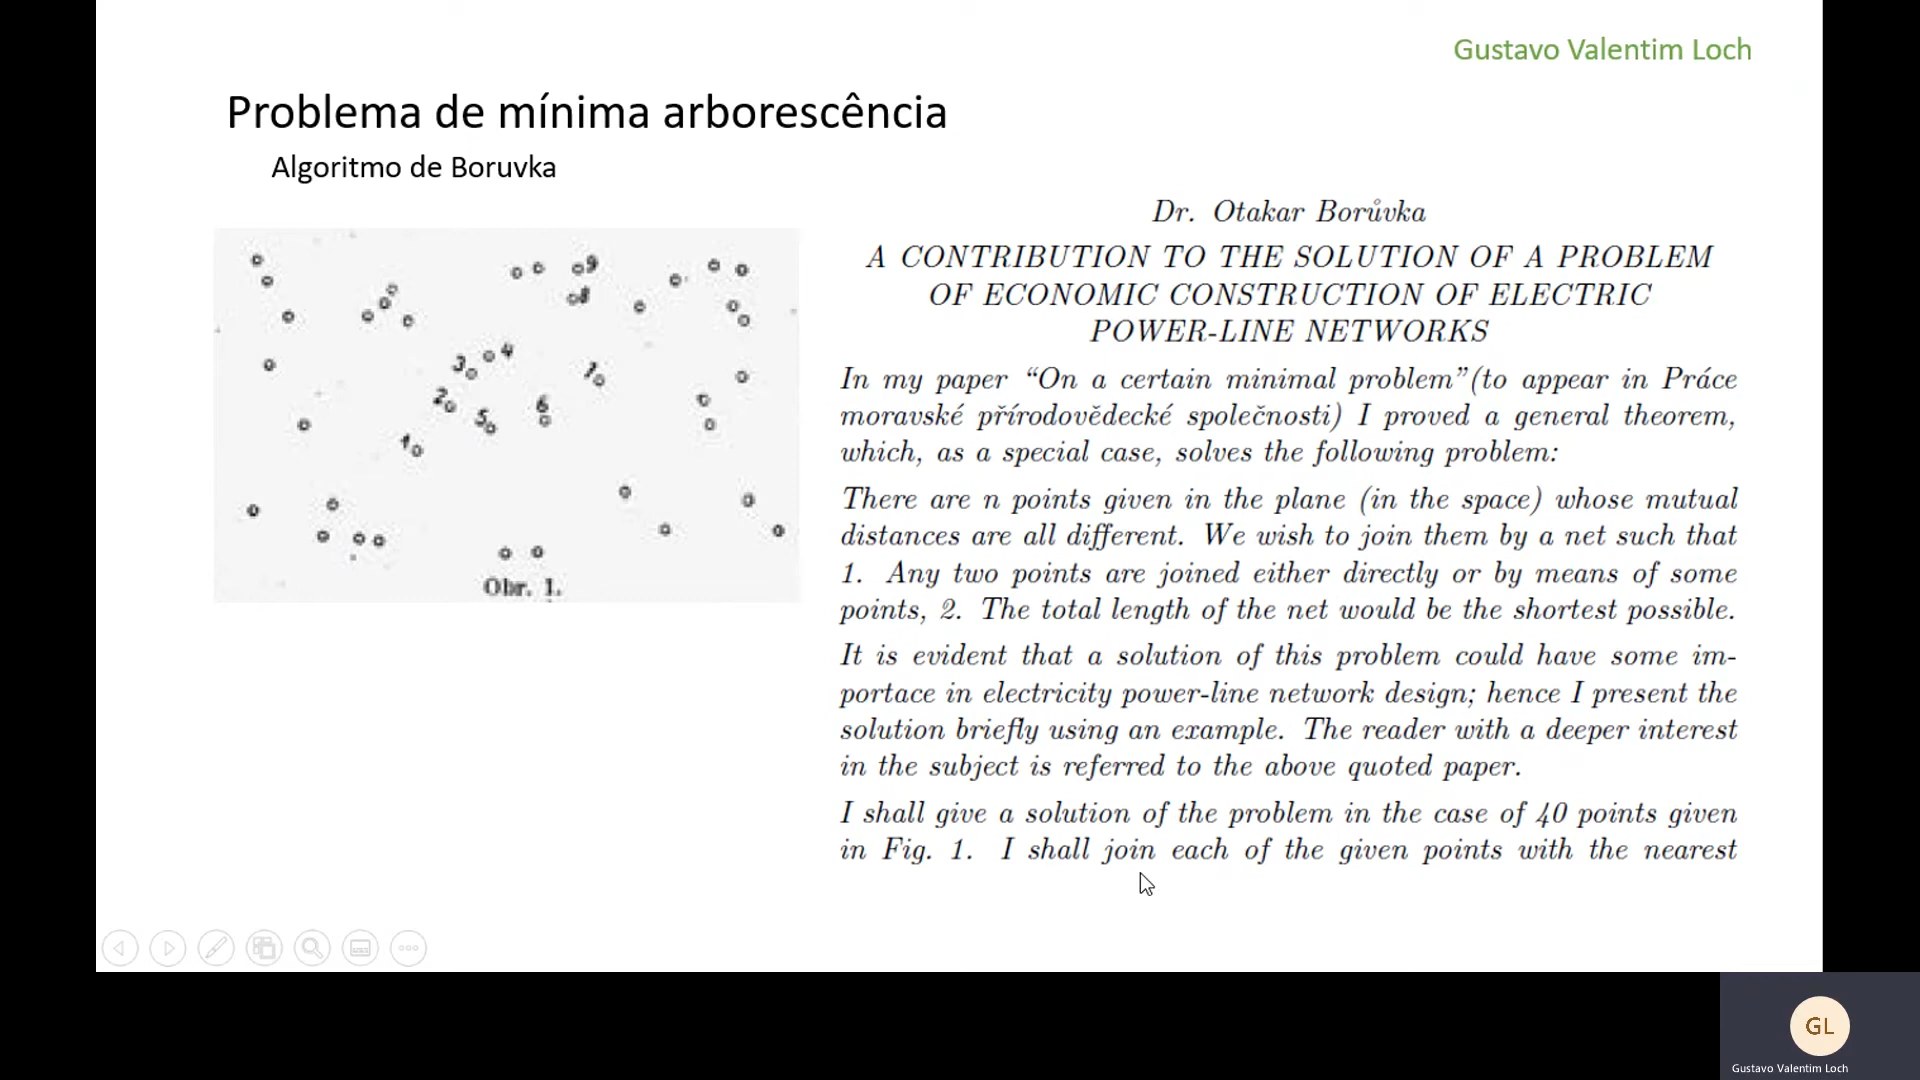 Gustavo Valentim Loch
Problema de mínima arborescência
Algoritmo de Boruvka
9
8
4
3
7
2
6
5
1
Obr. 1.
Dr. Otakar Borůvka
A CONTRIBUTION TO THE SOLUTION OF A PROBLEM
OF ECONOMIC CONSTRUCTION OF ELECTRIC
POWER-LINE NETWORKS
In my paper “On a certain minimal problem”(to appear in Práce
moravské přírodovědecké společnosti) I proved a general theorem,
which, as a special case, solves the following problem:
There are n points given in the plane (in the space) whose mutual
distances are all different. We wish to join them by a net such that
1. Any two points are joined either directly or by means of some
points, 2. The total length of the net would be the shortest possible.
It is evident that a solution of this problem could have some im-
portace in electricity power-line network design; hence I present the
solution briefly using an example. The reader with a deeper interest
in the subject is referred to the above quoted paper.
I shall give a solution of the problem in the case of 40 points given
in Fig. 1. I shall join each of the given points with the nearest
GL
Gustavo Valentim Loch